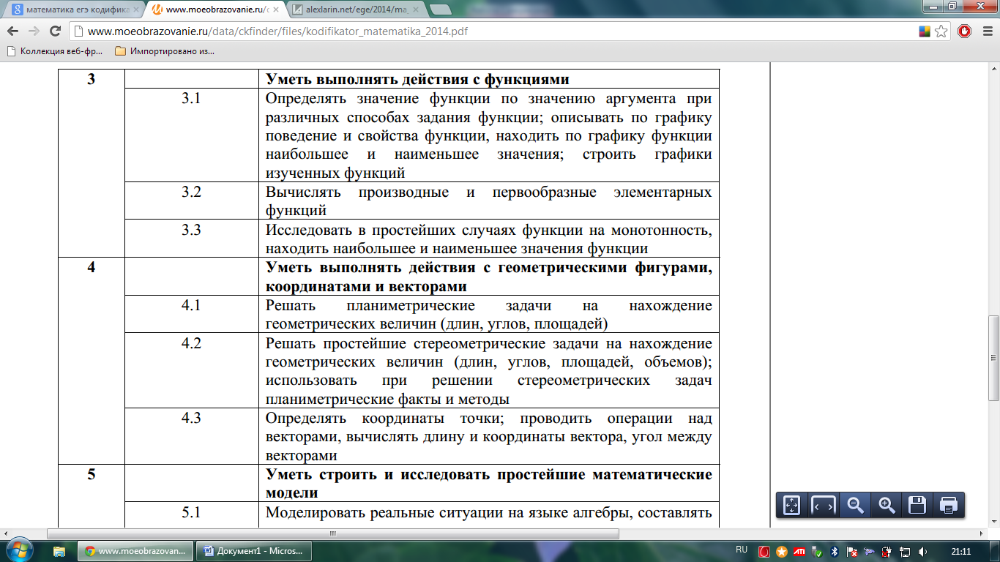 математика егэ кодифика
www.moeobrazovanie.ru/d
alexlarin.net/ege/2014/ma
www.moeobrazovanie.ru/data/ckfinder/files/kodifikator_matematika_2014.pdf
Коллекция веб-фр...
Импортировано из...
3
Уметь выполнять действия с функциями
3.1
Определять значение функции по значению аргумента при
различных способах задания функции; описывать по графику
поведение и свойства функции, находить по графику функции
наибольшее и наименьшее значения; строить графики
изученных функций
3.2
Вычислять производные и первообразные элементарных
функций
3.3
Исследовать в простейших случаях функции на монотонность,
находить наибольшее и наименьшее значения функции
4
Уметь выполнять действия с геометрическими фигурами,
координатами и векторами
4.1
Решать планиметрические задачи на нахождение
геометрических величин (длин, углов, площадей)
4.2
Решать простейшие стереометрические задачи на нахождение
геометрических величин (длин, углов, площадей, объемов);
использовать при решении стереометрических задач
планиметрические факты и методы
4.3
Определять координаты точки; проводить операции над
векторами, вычислять длину и координаты вектора, угол между
векторами
5
Уметь строить и исследовать простейшие математические
модели
5.1
Моделировать реальные ситуации на языке алгебры, составлять
www.moeobrazovan...
Документ1 - Micros...
RU
ATI
21:11